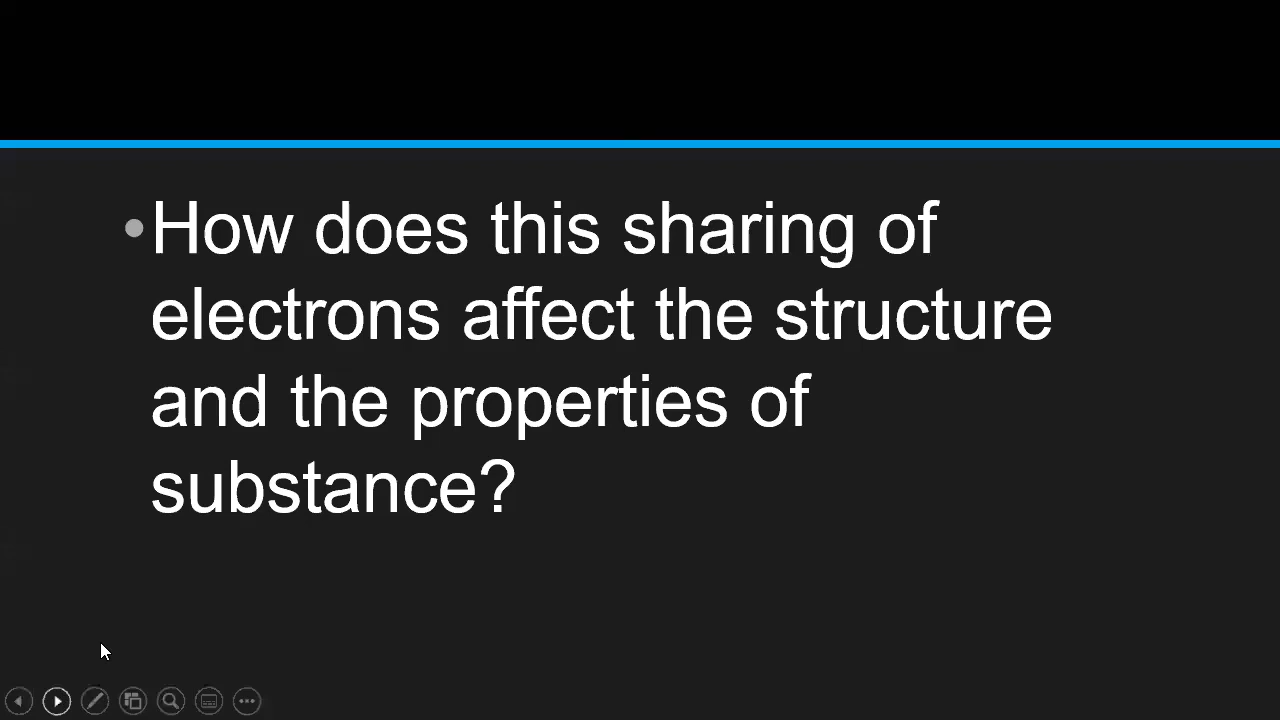 •How does this sharing of
electrons affect the structure
and the properties of
substance?